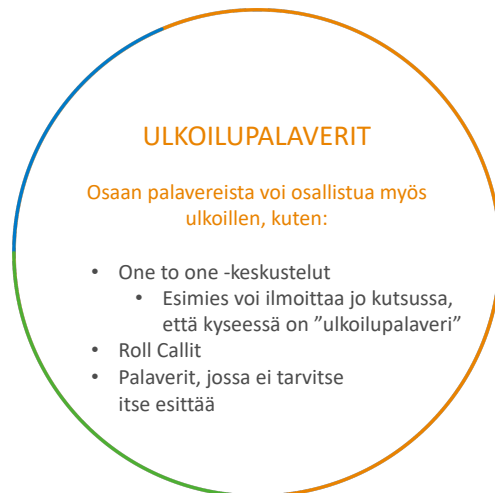 ULKOILUPALAVERIT
Osaan palavereista voi osallistua myös
ulkoillen, kuten:
• One to one -keskustelut
• Esimies voi ilmoittaa jo kutsussa,
että kyseessä on ”ulkoilupalaveri”
• Roll Callit
• Palaverit, jossa ei tarvitse
itse esittää